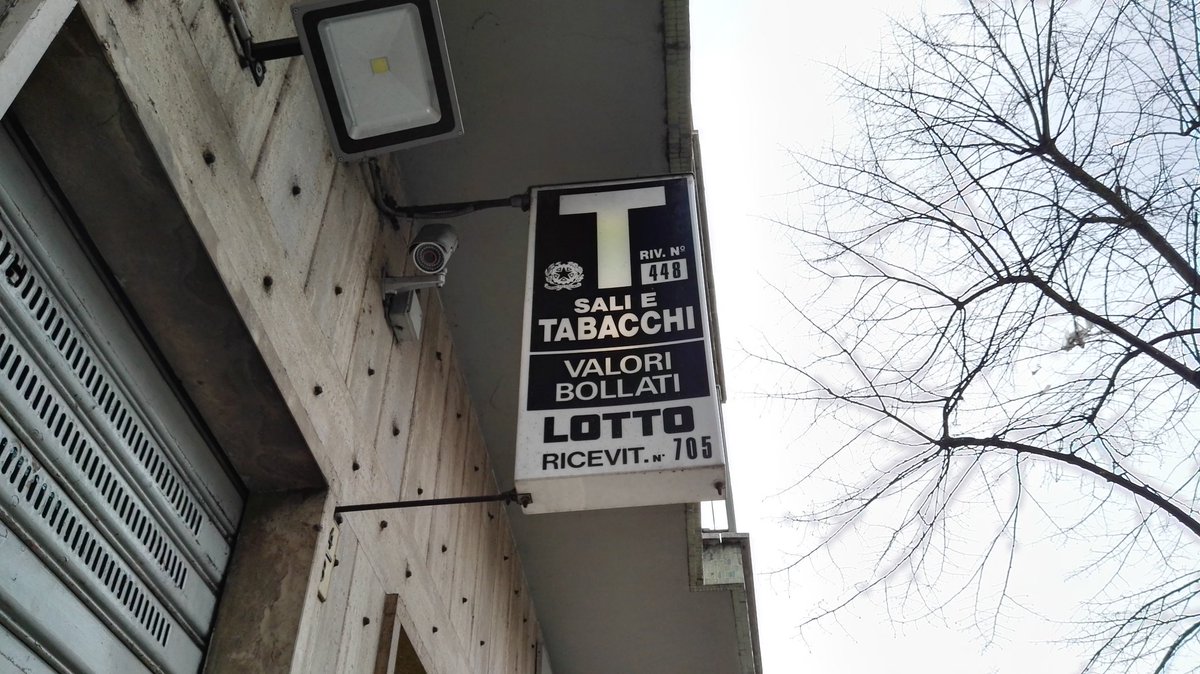 T
RIV. N°
448
SALI E
TABACCHI
VALORI
BOLLATI
LOTTO
RICEVIT. N° 705